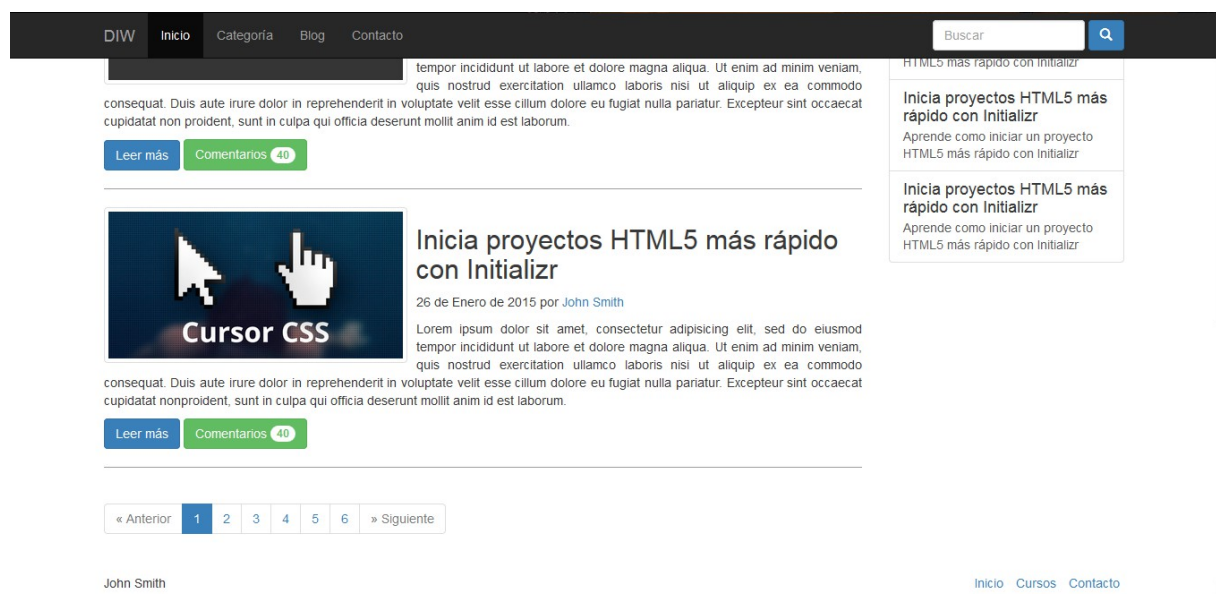 DIW Inicio Categoría Blog Contacto Buscar
tempor incididunt ut labore et dolore magna aliqua. Ut enim ad minim veniam,
quis nostrud exercitation ullamco laboris nisi ut aliquip ex ea commodo
consequat. Duis aute irure dolor in reprehenderit in voluptate velit esse cillum dolore eu fugiat nulla pariatur. Excepteur sint occaecat
cupidatat non proident, sunt in culpa qui officia deserunt mollit anim id est laborum.
Leer más Comentarios 40
Cursor CSS
Inicia proyectos HTML5 más rápido
con Initializr
26 de Enero de 2015 por John Smith
Lorem ipsum dolor sit amet, consectetur adipisicing elit, sed do eiusmod
tempor incididunt ut labore et dolore magna aliqua. Ut enim ad minim veniam,
quis nostrud exercitation ullamco laboris nisi ut aliquip ex ea commodo
consequat. Duis aute irure dolor in reprehenderit in voluptate velit esse cillum dolore eu fugiat nulla pariatur. Excepteur sint occaecat
cupidatat nonproident, sunt in culpa qui officia deserunt mollit anim id est laborum.
Leer más Comentarios 40
« Anterior 1 2 3 4 5 6 » Siguiente
HTML5 más rápido con Initializr
Inicia proyectos HTML5 más
rápido con Initializr
Aprende como iniciar un proyecto
HTML5 más rápido con Initializr
Inicia proyectos HTML5 más
rápido con Initializr
Aprende como iniciar un proyecto
HTML5 más rápido con Initializr
John Smith Inicio Cursos Contacto